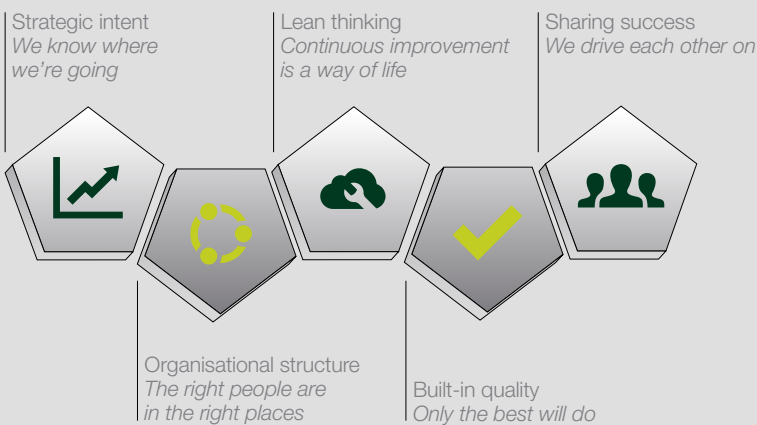 Strategic intent
We know where
we're going
Lean thinking
Continuous improvement
is a way of life
Sharing success
We drive each other on
Organisational structure
The right people are
in the right places
Built-in quality
Only the best will do